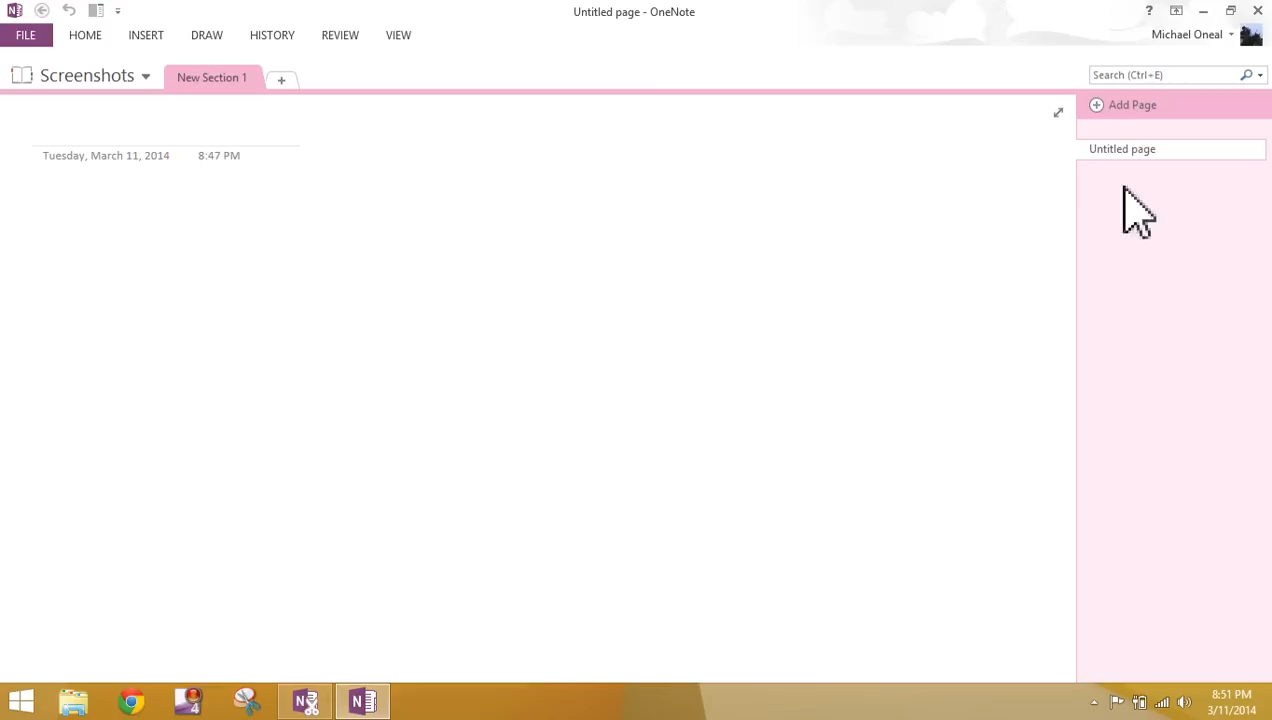 Untitled page - OneNote
?
FILE HOME INSERT DRAW HISTORY REVIEW VIEW
Michael Oneal
Screenshots
New Section 1
Search (Ctrl+E)
Add Page
Untitled page
Tuesday, March 11, 2014 8:47 PM
4
N
N
8:51 PM
3/11/2014